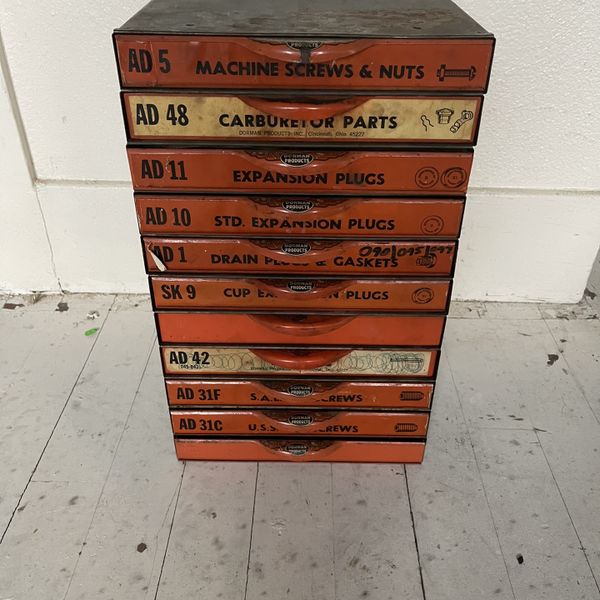 PRODUCTS
AD 5 MACHINE SCREWS & NUTS
AD 48 CARBURETOR PARTS
DORMAN PRODUCTS, INC., Cincinnati, Ohio 45227
DORMAN PRODUCTS
AD 11 EXPANSION PLUGS
DORMAN PRODUCTS
AD 10 STD. EXPANSION PLUGS
DORMAN PRODUCTS
AD 1 DRAIN PLUGS & GASKETS
DORMAN PRODUCTS
SK 9 CUP PLUGS
DORMAN PRODUCTS
AD 42
DORMAN PRODUCTS
AD 31F
DORMAN PRODUCTS
AD 31C
DORMAN PRODUCTS